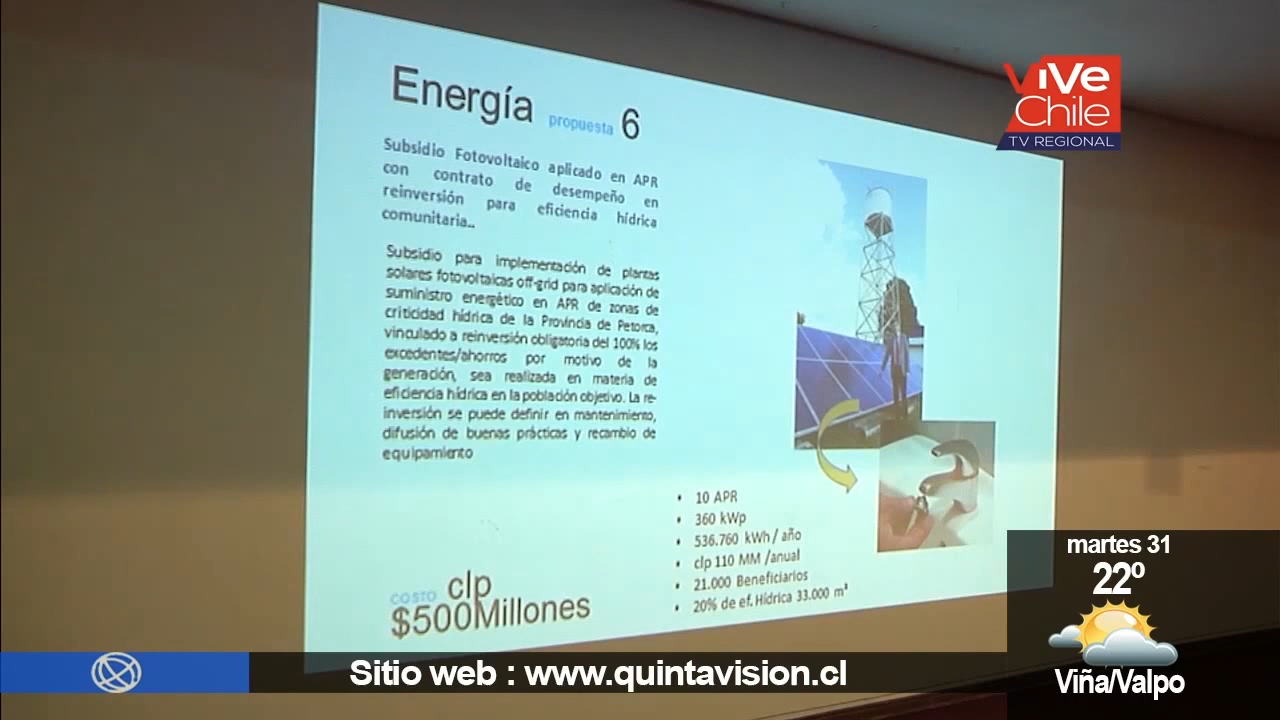 Energía propuesta 6
Subsidio Fotovoltaico aplicado en APR
con contrato de desempeño en
reinversión para eficiencia hídrica
comunitaria..
Subsidio para implementación de plantas
solares fotovoltaicas off-grid para aplicación de
suministro energético en APR de zonas de
criticidad hídrica de la Provincia de Petorca,
vinculado a reinversión obligatoria del 100% los
excedentes/ahorros por motivo de la
generación, sea realizada en materia de
eficiencia hídrica en la población objetivo. La re-
inversión se puede definir en mantenimiento,
difusión de buenas prácticas y recambio de
equipamiento
• 10 APR
• 360 kWp
• 536.760 kWh / año
• clp 110 MM /anual
• 21.000 Beneficiarios
• 20% de ef. Hídrica 33.000 m³
COSTO clp
$500Millones
ViVe
Chile
TV REGIONAL
martes 31
22º
Viña/Valpo
Sitio web : www.quintavision.cl